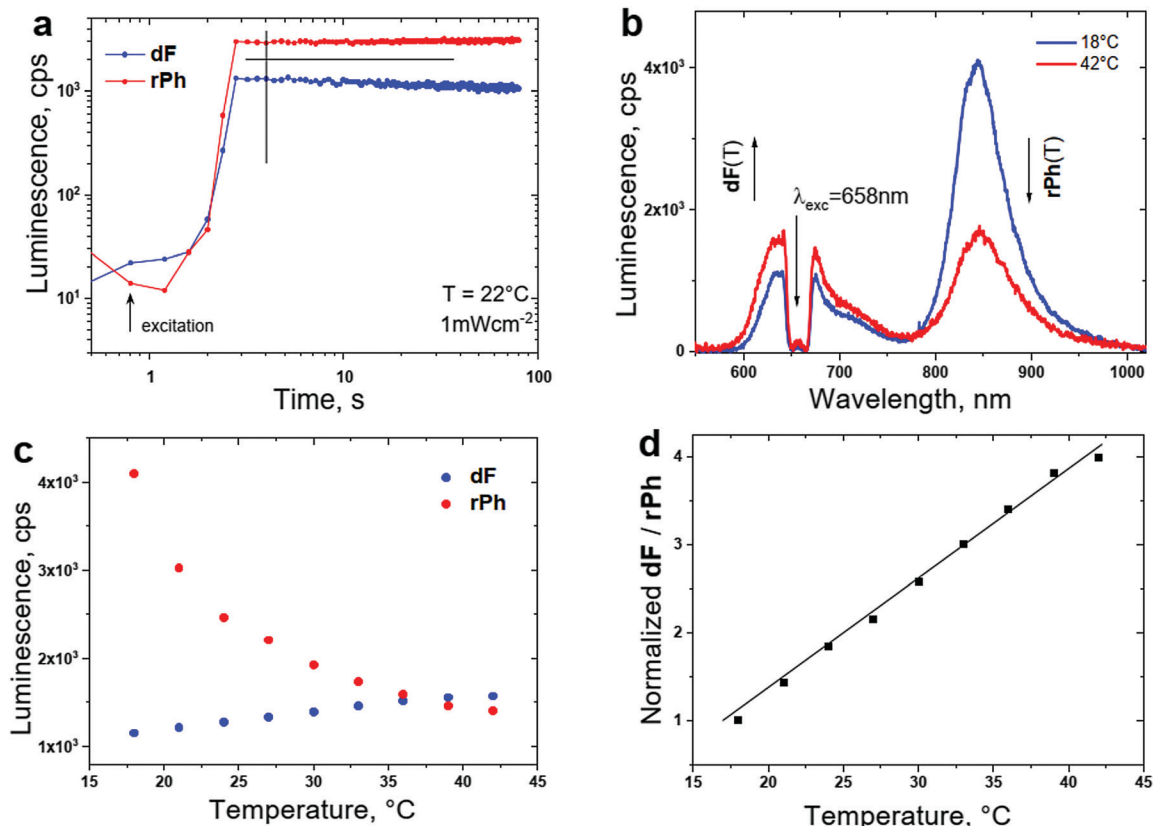 a
dF
rPh
Luminescence, cps
10³
10²
10¹
excitation
T = 22°C
1mWcm⁻²
1
10
100
Time, s
b
18°C
42°C
Luminescence, cps
4x10³
2x10³
0
dF(T)
λexc=658nm
rPh(T)
600
700
800
900
1000
Wavelength, nm
c
dF
rPh
Luminescence, cps
4x10³
3x10³
2x10³
1x10³
15
20
25
30
35
40
45
Temperature, °C
d
Normalized dF / rPh
4
3
2
1
15
20
25
30
35
40
45
Temperature, °C